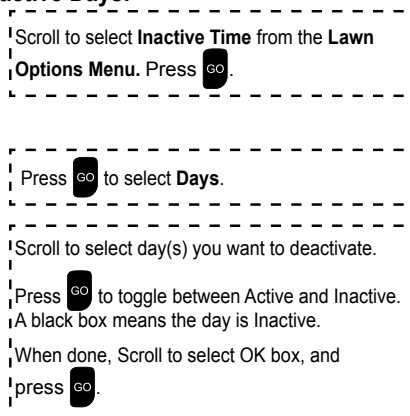 Scroll to select Inactive Time from the Lawn
Options Menu. Press GO.
Press GO to select Days.
Scroll to select day(s) you want to deactivate.
Press GO to toggle between Active and Inactive.
A black box means the day is Inactive.
When done, Scroll to select OK box, and
press GO.